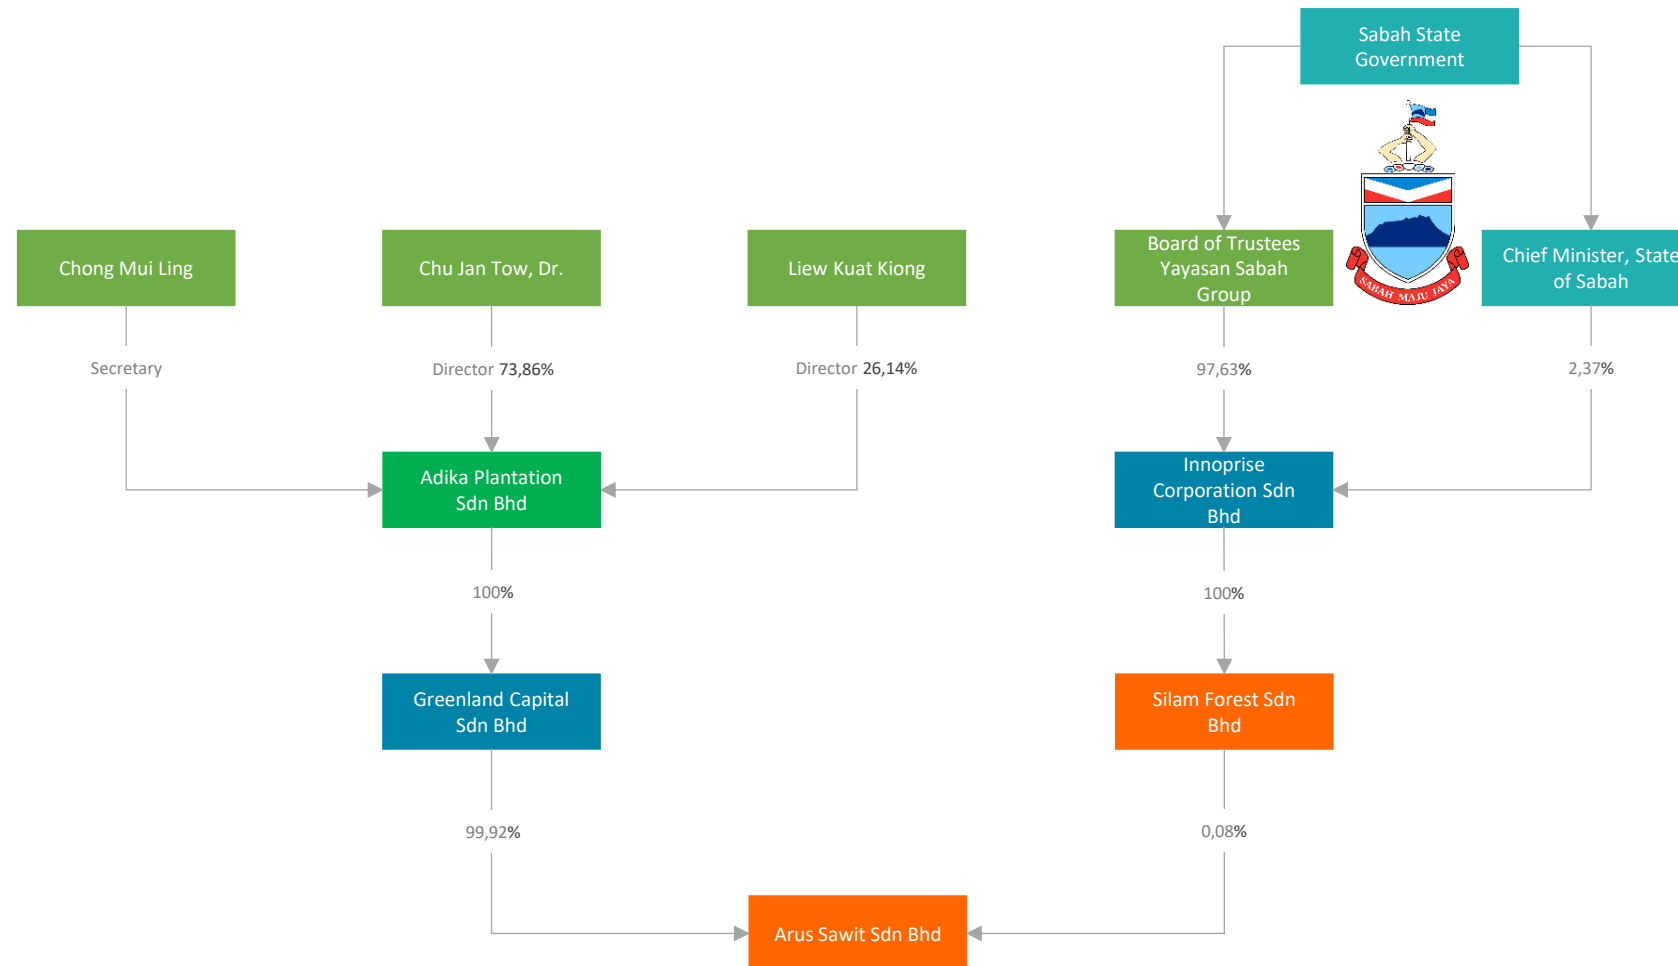 Sabah State
Government
SABAH MAJU JAYA
Chong Mui Ling
Chu Jan Tow, Dr.
Liew Kuat Kiong
Board of Trustees
Yayasan Sabah
Group
Chief Minister, State
of Sabah
Secretary
Director 73,86%
Director 26,14%
97,63%
2,37%
Adika Plantation
Sdn Bhd
Innoprise
Corporation Sdn
Bhd
100%
100%
Greenland Capital
Sdn Bhd
Silam Forest Sdn
Bhd
99,92%
0,08%
Arus Sawit Sdn Bhd